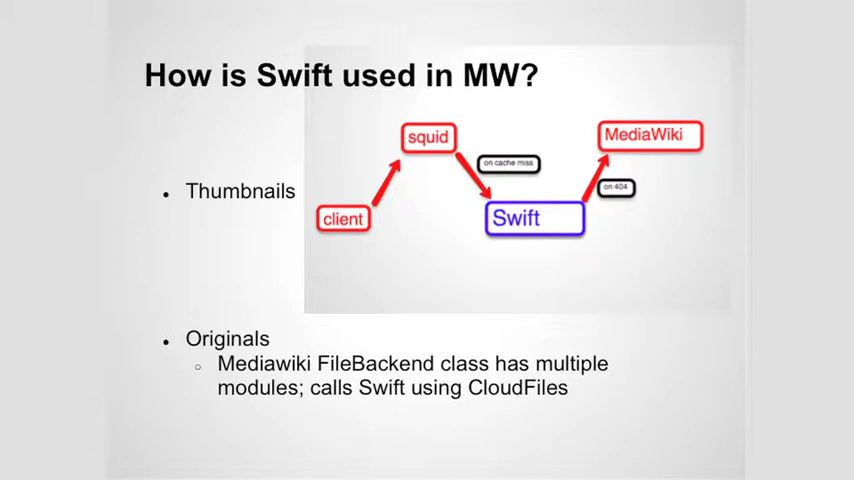 How is Swift used in MW?
squid
MediaWiki
on cache miss
on 404
Thumbnails
client
Swift
Originals
Mediawiki FileBackend class has multiple
modules; calls Swift using CloudFiles